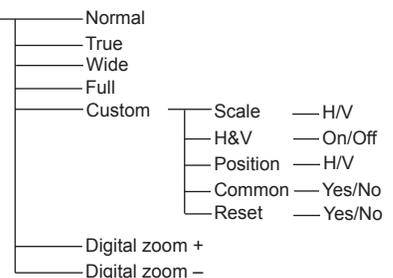 Normal
True
Wide
Full
Custom
Scale H/V
H&V On/Off
Position H/V
Common Yes/No
Reset Yes/No
Digital zoom +
Digital zoom –